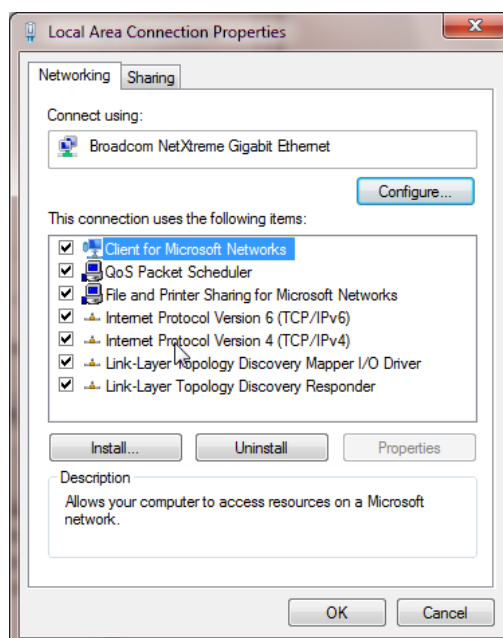 Local Area Connection Properties
Networking
Sharing
Connect using:
Broadcom NetXtreme Gigabit Ethernet
Configure...
This connection uses the following items:
Client for Microsoft Networks
QoS Packet Scheduler
File and Printer Sharing for Microsoft Networks
Internet Protocol Version 6 (TCP/IPv6)
Internet Protocol Version 4 (TCP/IPv4)
Link-Layer Topology Discovery Mapper I/O Driver
Link-Layer Topology Discovery Responder
Install...
Uninstall
Properties
Description
Allows your computer to access resources on a Microsoft
network.
OK
Cancel